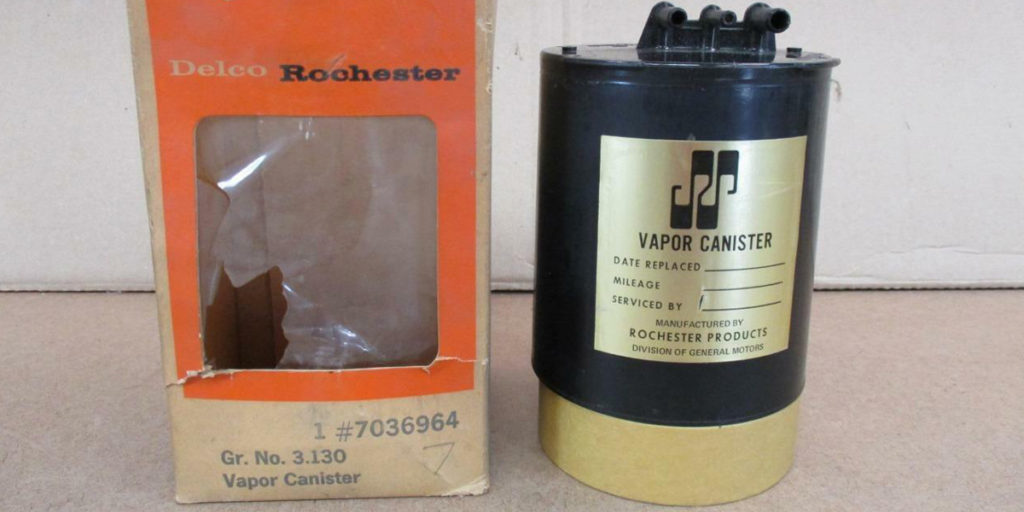 Delco Rochester
1 #7036964
Gr. No. 3.130
Vapor Canister
VAPOR CANISTER
DATE REPLACED
MILEAGE
SERVICED BY
MANUFACTURED BY
ROCHESTER PRODUCTS
DIVISION OF GENERAL MOTORS